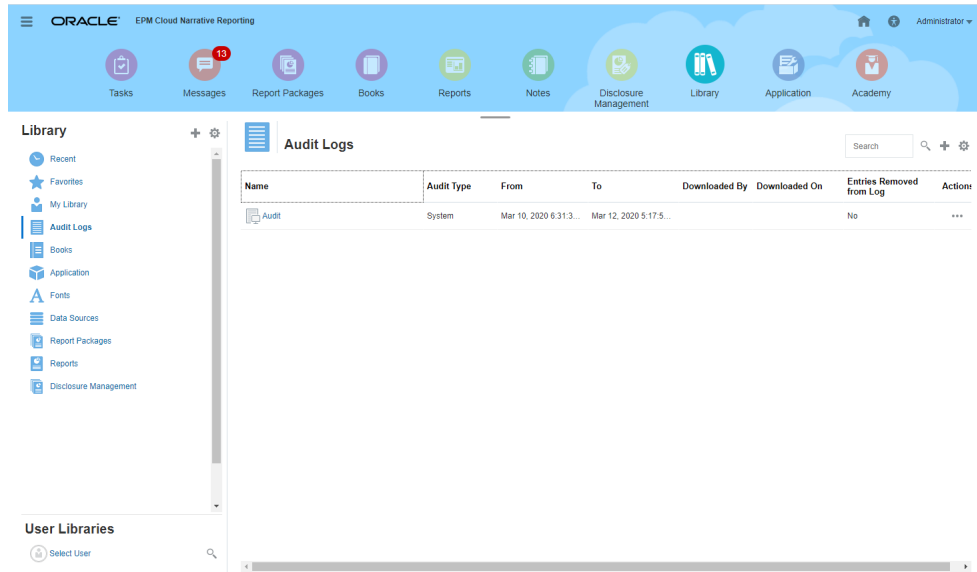 ORACLE® EPM Cloud Narrative Reporting Administrator
13
Tasks Messages Report Packages Books Reports Notes Disclosure Management Library Application Academy
Library
Recent
Favorites
My Library
Audit Logs
Books
Application
Fonts
Data Sources
Report Packages
Reports
Disclosure Management
User Libraries
Select User
Audit Logs
Search
Name Audit Type From To Downloaded By Downloaded On Entries Removed from Log Actions
Audit System Mar 10, 2020 6:31:3... Mar 12, 2020 5:17:5... No